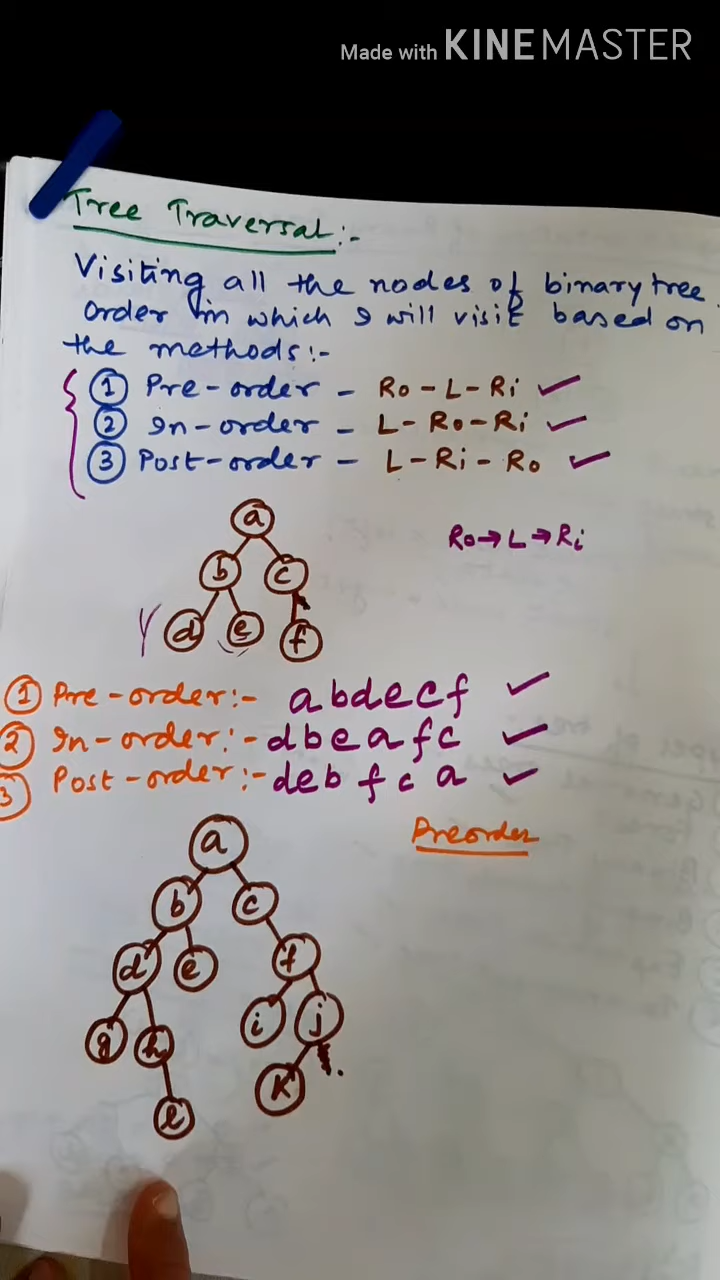 Made with KINEMASTER
Tree Traversal:-
Visiting all the nodes of binary tree.
Order in which I will visit based on
the methods:-
① Pre-order - Ro-L-Ri ✓
② In-order - L-Ro-Ri ✓
③ Post-order - L-Ri-Ro ✓
a
Ro→L→Ri
b c
d e f
① Pre-order:- abdecf ✓
② In-order:- dbeafc ✓
③ Post-order:- debfca ✓
Preorder
a
b c
d e f
g h i j
l k